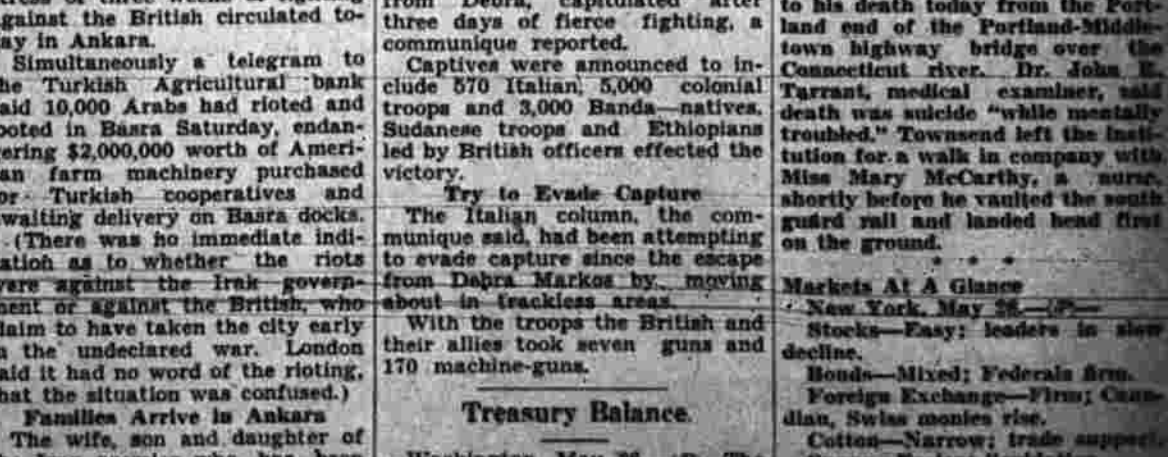 against the British circulated to-
ay in Ankara.
Simultaneously a telegram to
he Turkish Agricultural bank
aid 10,000 Arabs had rioted and
ooted in Basra Saturday, endan-
ering $2,000,000 worth of Ameri-
an farm machinery purchased
or Turkish cooperatives and
waiting delivery on Basra docks.
(There was no immediate indi-
ation as to whether the riots
were against the Irak govern-
ment or against the British, who
laim to have taken the city early
n the undeclared war. London
aid it had no word of the rioting,
hat the situation was confused.)
Families Arrive in Ankara
The wife, son and daughter of
from Debra, capitulated after
three days of fierce fighting, a
communique reported.
Captives were announced to in-
clude 570 Italian, 5,000 colonial
troops and 3,000 Banda—natives.
Sudanese troops and Ethiopians
led by British officers effected the
victory.
Try to Evade Capture
The Italian column, the com-
munique said, had been attempting
to evade capture since the escape
from Debra Markos by moving
about in trackless areas.
With the troops the British and
their allies took seven guns and
170 machine-guns.
Treasury Balance
to his death today from the Port-
land end of the Portland-Middle-
town highway bridge over the
Connecticut river. Dr. John E.
Tarrant, medical examiner, said
death was suicide "while mentally
troubled." Townsend left the insti-
tution for a walk in company with
Miss Mary McCarthy, a nurse,
shortly before he vaulted the south
guard rail and landed head first
on the ground.
* * *
Markets At A Glance
New York, May 26.—(AP)—
Stocks—Easy; leaders in slow
decline.
Bonds—Mixed; Federals firm.
Foreign Exchange—Firm; Cana-
dian, Swiss monies rise.
Cotton—Narrow; trade support,